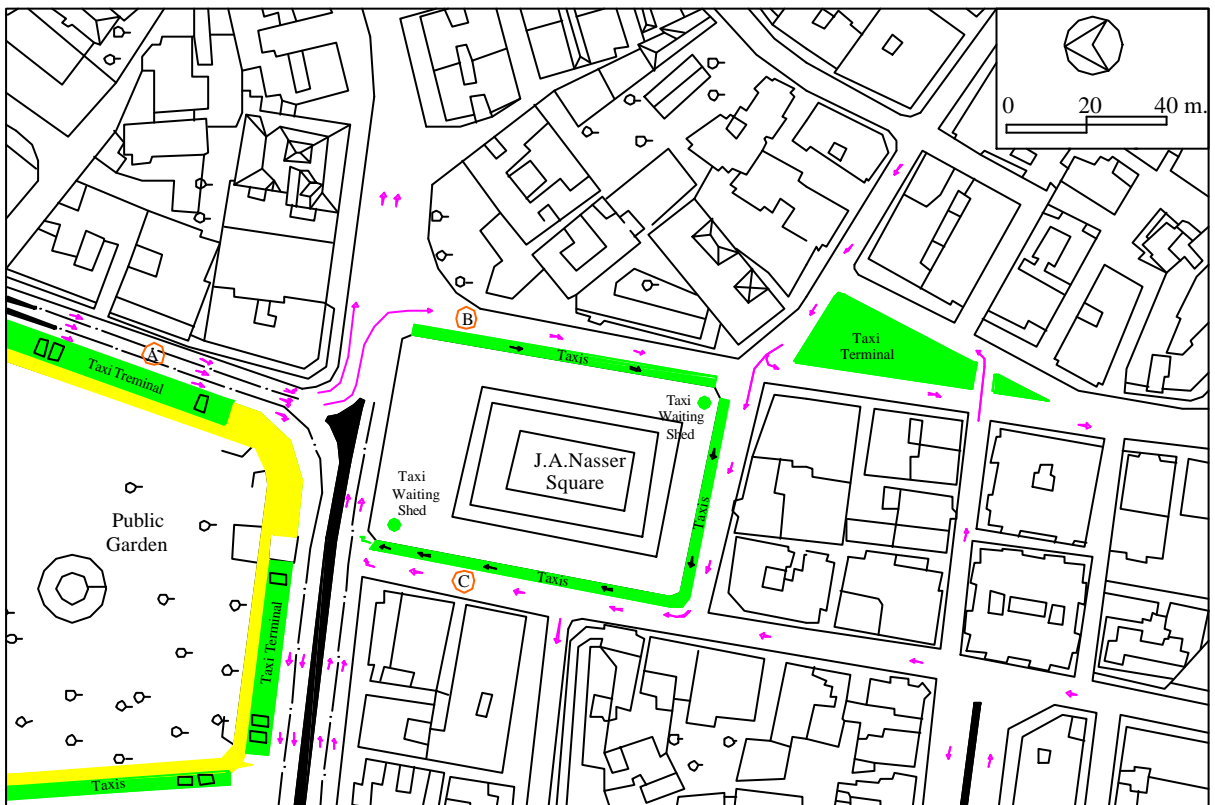 0 20 40 m.
B
A
Taxi Treminal
Taxis
Taxi
Terminal
Taxi
Waiting
Shed
J.A.Nasser
Square
Taxi
Waiting
Shed
Taxis
Public
Garden
C
Taxis
Taxi Terminal
Taxis